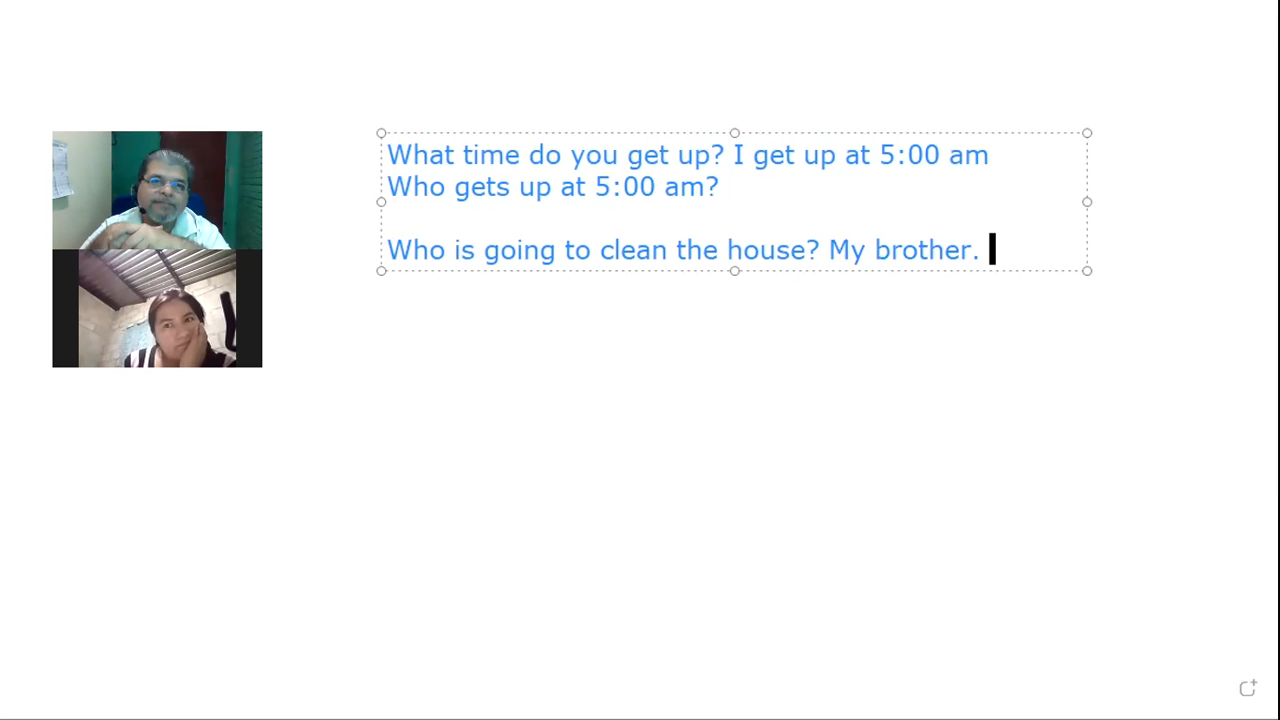 What time do you get up? I get up at 5:00 am
Who gets up at 5:00 am?
Who is going to clean the house? My brother.